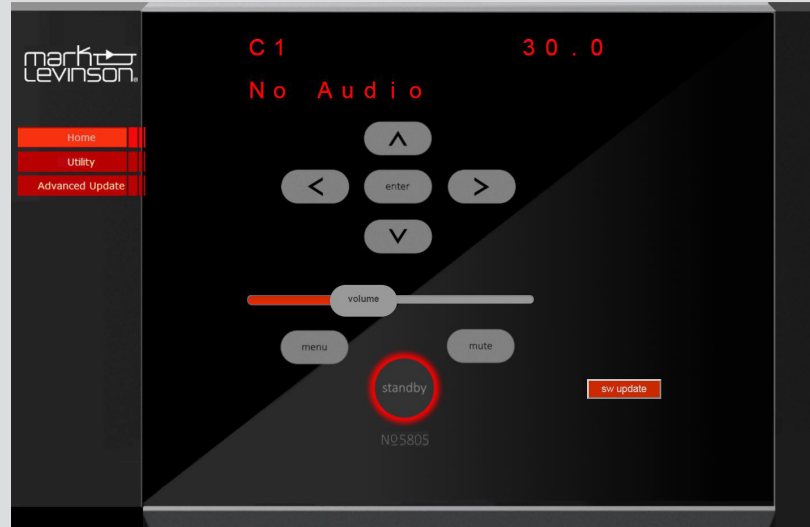 mark
Levinson®
C1 30.0
No Audio
Home
Utility
Advanced Update
enter
volume
menu
mute
standby
sw update
Nº5805